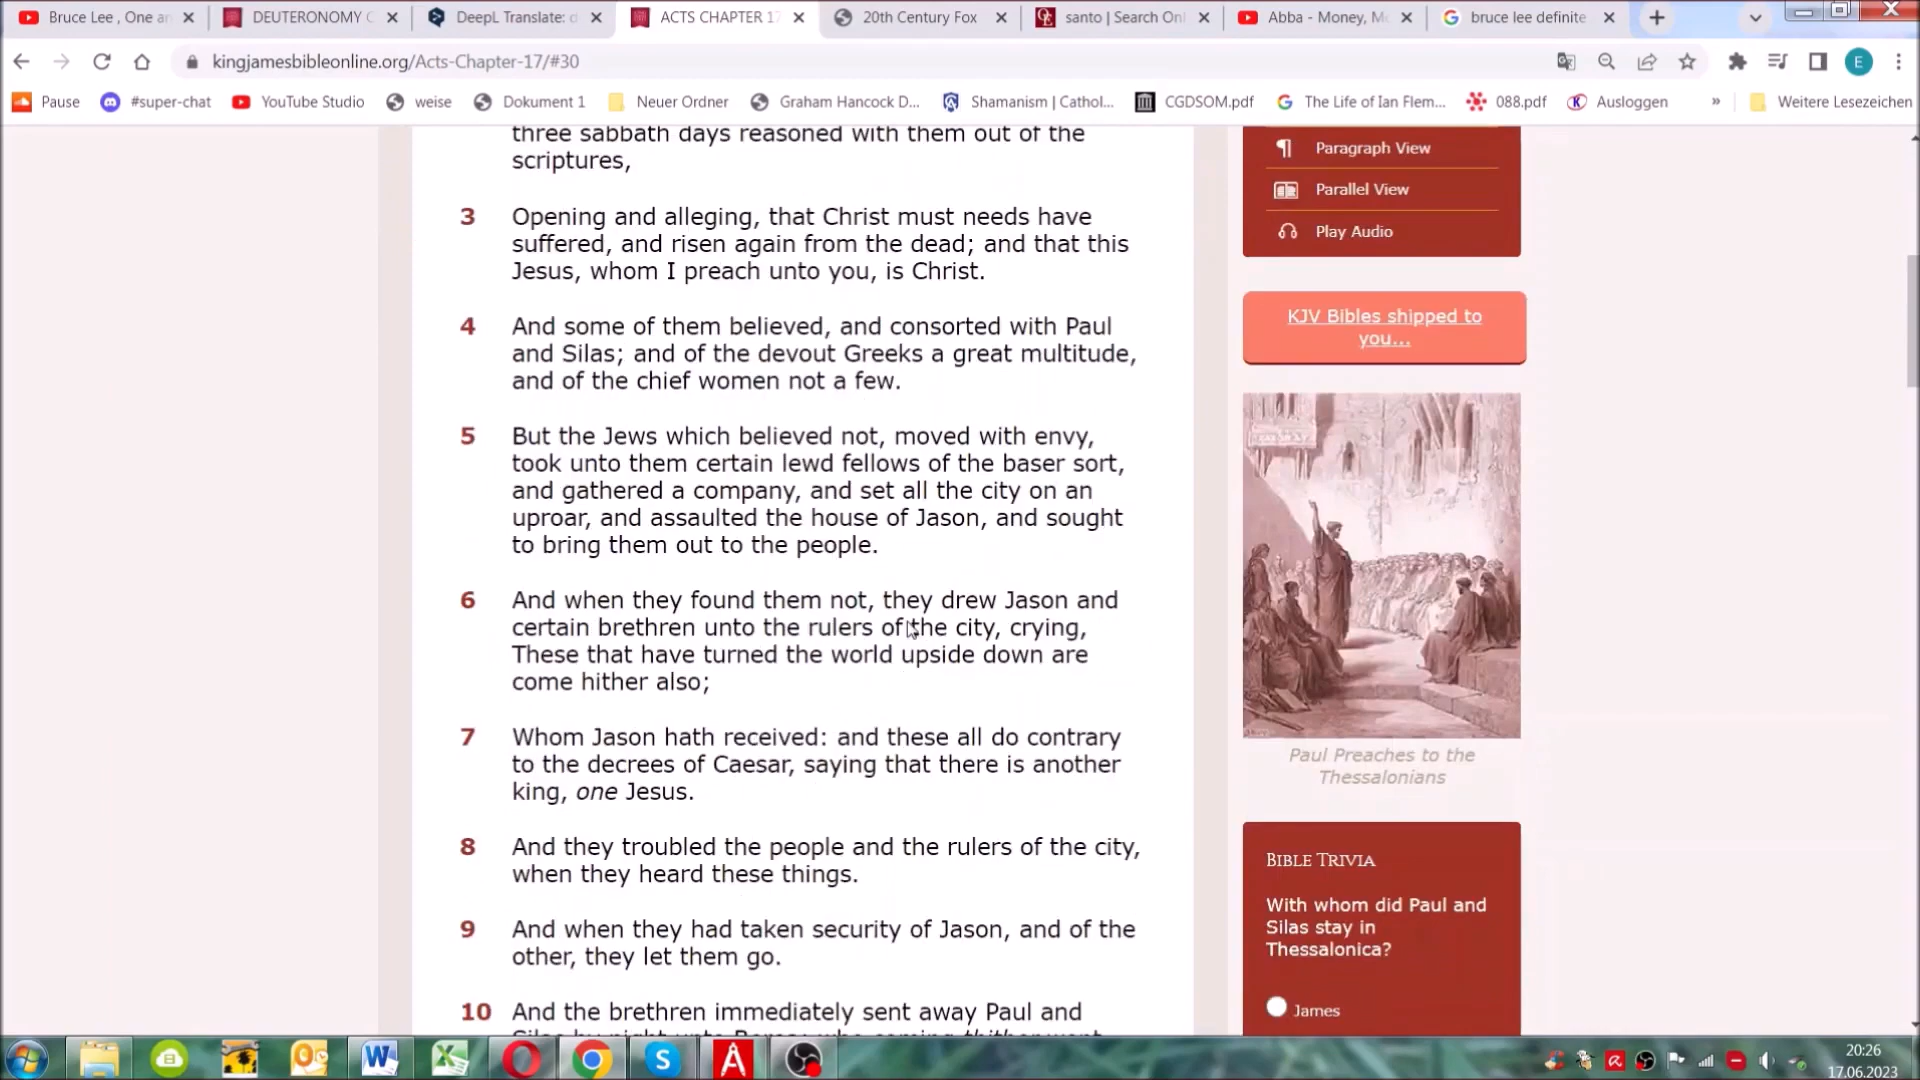 Bruce Lee , One an
DEUTERONOMY C
DeepL Translate: d
ACTS CHAPTER 17
20th Century Fox
santo | Search Onl
Abba - Money, Mo
bruce lee definite
kingjamesbibleonline.org/Acts-Chapter-17/#30
E
Pause
#super-chat
YouTube Studio
weise
Dokument 1
Neuer Ordner
Graham Hancock D...
Shamanism | Cathol...
CGDSOM.pdf
The Life of Ian Flem...
088.pdf
Ausloggen
»
Weitere Lesezeichen
three sabbath days reasoned with them out of the
scriptures,
3 Opening and alleging, that Christ must needs have
suffered, and risen again from the dead; and that this
Jesus, whom I preach unto you, is Christ.
4 And some of them believed, and consorted with Paul
and Silas; and of the devout Greeks a great multitude,
and of the chief women not a few.
5 But the Jews which believed not, moved with envy,
took unto them certain lewd fellows of the baser sort,
and gathered a company, and set all the city on an
uproar, and assaulted the house of Jason, and sought
to bring them out to the people.
6 And when they found them not, they drew Jason and
certain brethren unto the rulers of the city, crying,
These that have turned the world upside down are
come hither also;
7 Whom Jason hath received: and these all do contrary
to the decrees of Caesar, saying that there is another
king, one Jesus.
8 And they troubled the people and the rulers of the city,
when they heard these things.
9 And when they had taken security of Jason, and of the
other, they let them go.
10 And the brethren immediately sent away Paul and
Paragraph View
Parallel View
Play Audio
KJV Bibles shipped to
you...
Paul Preaches to the
Thessalonians
BIBLE TRIVIA
With whom did Paul and
Silas stay in
Thessalonica?
James
20:26
17.06.2023